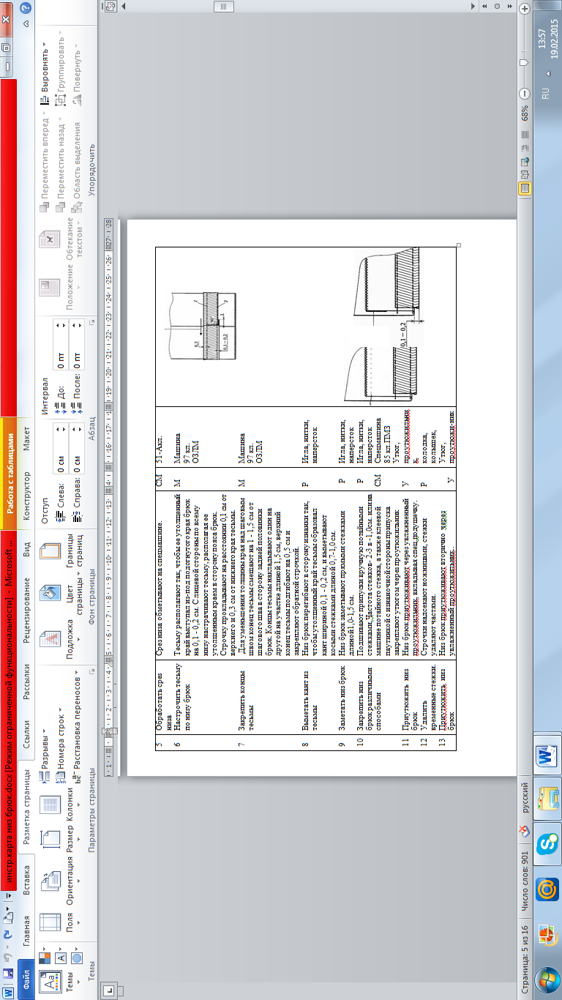 инстр.карта низ брюк.docx [Режим ограниченной функциональности] - Microsoft ...
Работа с таблицами
Файл
Главная
Вставка
Разметка страницы
Ссылки
Рассылки
Рецензирование
Вид
Конструктор
Макет
Темы
Темы
Поля
Ориентация
Размер
Колонки
Разрывы
Номера строк
Расстановка переносов
Параметры страницы
Подложка
Цвет страницы
Границы страниц
Фон страницы
Отступ
Слева: 0 см
Справа: 0 см
Интервал
До: 0 пт
После: 0 пт
Абзац
Положение
Обтекание текстом
Переместить вперед
Переместить назад
Область выделения
Выровнять
Группировать
Повернуть
Упорядочить
5
Обработать срез
низа
Срез низа обметывают на спецмашине.
СМ
51-Акл.
6
Настрочить тесьму
по низу брюк
Тесьму располагают так, чтобы ее утолщенный
край выступал из-под подогнутого края брюк
на 0,1 - 0,2 см. С лицевой стороны по всему
низу настрачивают тесьму, располагая ее
утолщенным краем в сторону пояса брюк.
Строчку прокладывают на расстоянии 0,1 см от
верхнего и 0,3 см от нижнего края тесьмы.
М
Машина
97 кл.
ОЗЛМ
7
Закрепить концы
тесьмы
Для уменьшения толщины края над шаговым
швом конец тесьмы смещают на 1 - 1,5 см от
шагового шва в сторону задней половинки
брюк. Концы тесьмы накладывают один на
другой на участке длиной 1,5 см, верхний
конец тесьмы подгибают на 0,5 см и
закрепляют обратной строчкой.
М
Машина
97 кл.
ОЗЛМ
8
Выметать кант из
тесьмы
Низ брюк перегибают в сторону изнанки так,
чтобы утолщенный край тесьмы образовал
кант шириной 0,1 - 0,2 см, и выметывают
косыми стежками длиной 0,7-1,0 см.
Р
Игла, нитки,
наперсток
9
Заметать низ брюк
Низ брюк заметывают прямыми стежками
длиной1,0-1,5 см.
Р
Игла, нитки,
наперсток
10
Закрепить низ
брюк различными
способами
Подшивают припуски вручную потайными
стежками,Частота стежков- 2-3 в -1,0см. или на
машине потайного стежка, а также клеевой
паутинкой с изнаночной стороны припуска
закрепляют утюгом через проутюжильник
Р
СМ
Игла, нитки,
наперсток
Спецмашина
85 кл.ПМЗ
Утюг,
11
Приутюжить низ
брюк
Низ брюк приутюживают через увлажненный
проутюжильник, вкладывая спец.подушечку.
У
проутюжильни
к,
12
Удалить
временные стежки.
Строчки надсекают ножницами, стежки
удаляют частями.
Р
колодка,
колышек,
13
Приутюжить низ
брюк
Низ брюк приутюживают вторично через
увлажненный проутюжильник..
У
Утюг,
проутюжи-ник
0,3
1
2
0,1-0,2
1
0,1-0,2
Страница: 5 из 16
Число слов: 901
русский
68%
RU
13:57
19.02.2015